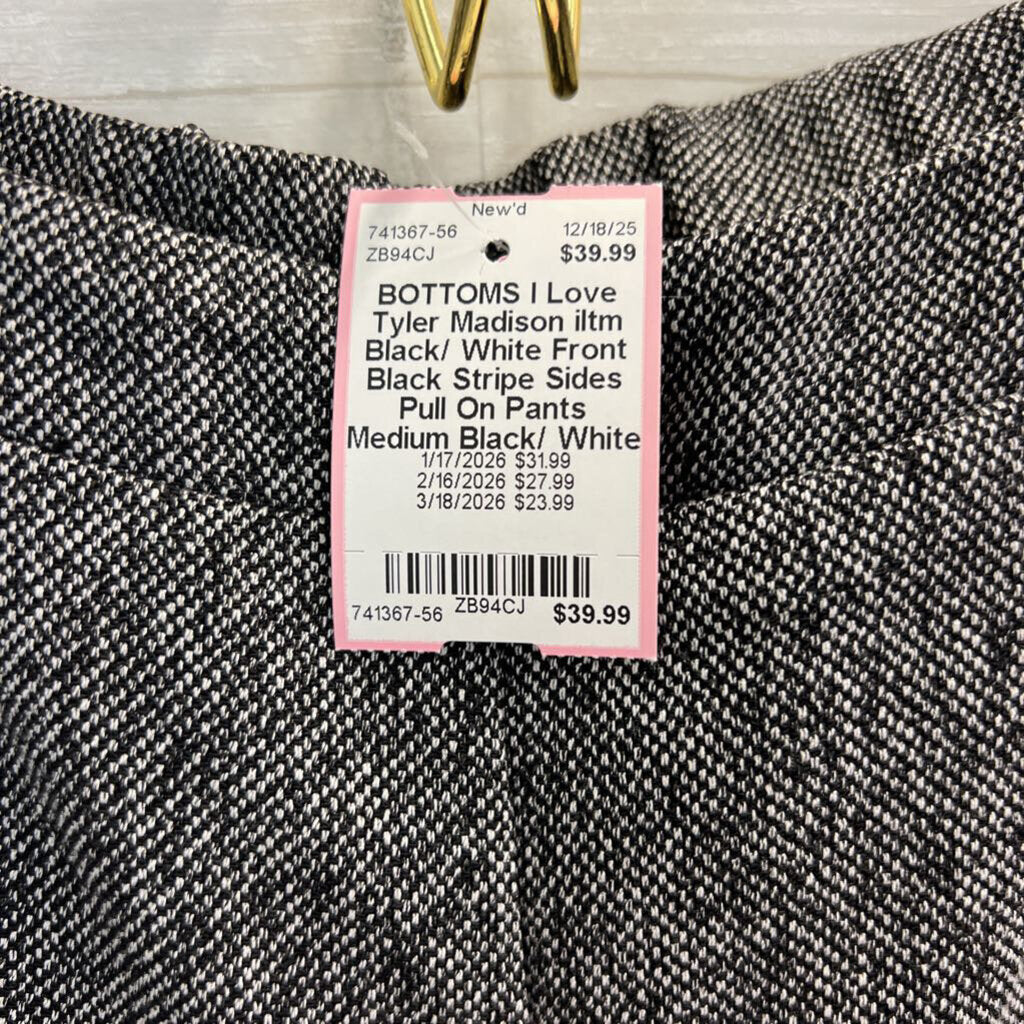 New'd
741367-56 12/18/25
ZB94CJ $39.99
BOTTOMS I Love
Tyler Madison iltm
Black/ White Front
Black Stripe Sides
Pull On Pants
Medium Black/ White
1/17/2026 $31.99
2/16/2026 $27.99
3/18/2026 $23.99
741367-56 ZB94CJ $39.99